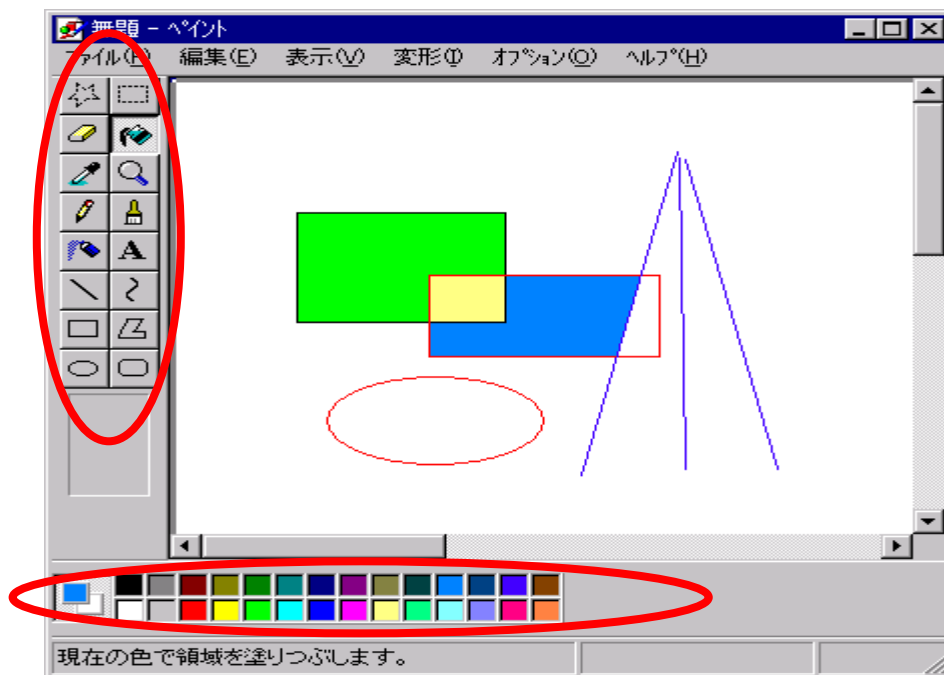 無題 - ペイント
ファイル(F) 編集(E) 表示(V) 変形(I) オプション(O) ヘルプ(H)
A
現在の色で領域を塗りつぶします。